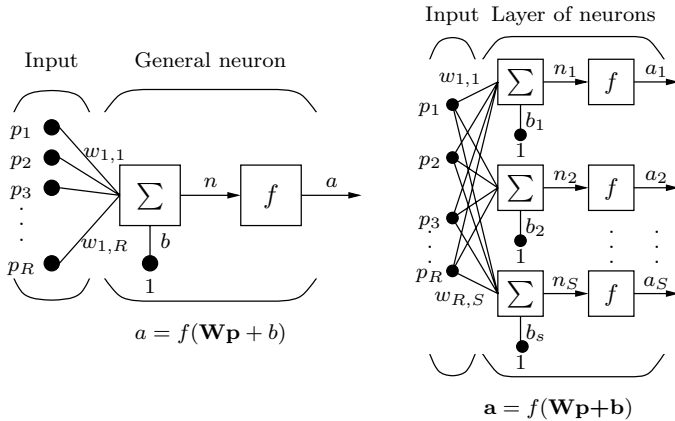 Input General neuron
p1
p2
p3
.
.
.
pR
w1,1
w1,R
∑ n f a
b
1
a = f(Wp + b)
Input Layer of neurons
w1,1
p1
p2
p3
.
.
.
pR
wR,S
∑ n1 f a1
b1
1
∑ n2 f a2
b2
1
. . .
. . .
∑ nS f aS
bs
1
a = f(Wp+b)